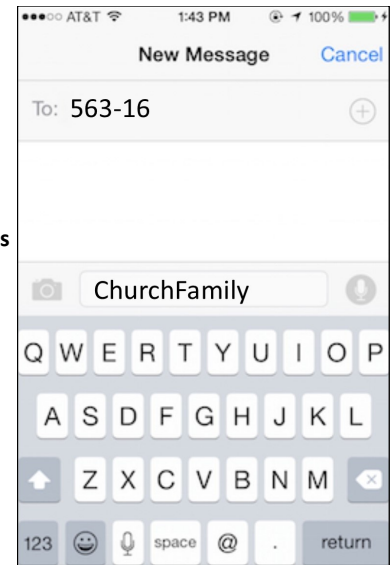 AT&T 1:43 PM 100%
New Message Cancel
To: 563-16
s
ChurchFamily
Q W E R T Y U I O P
A S D F G H J K L
Z X C V B N M
123 space @ . return